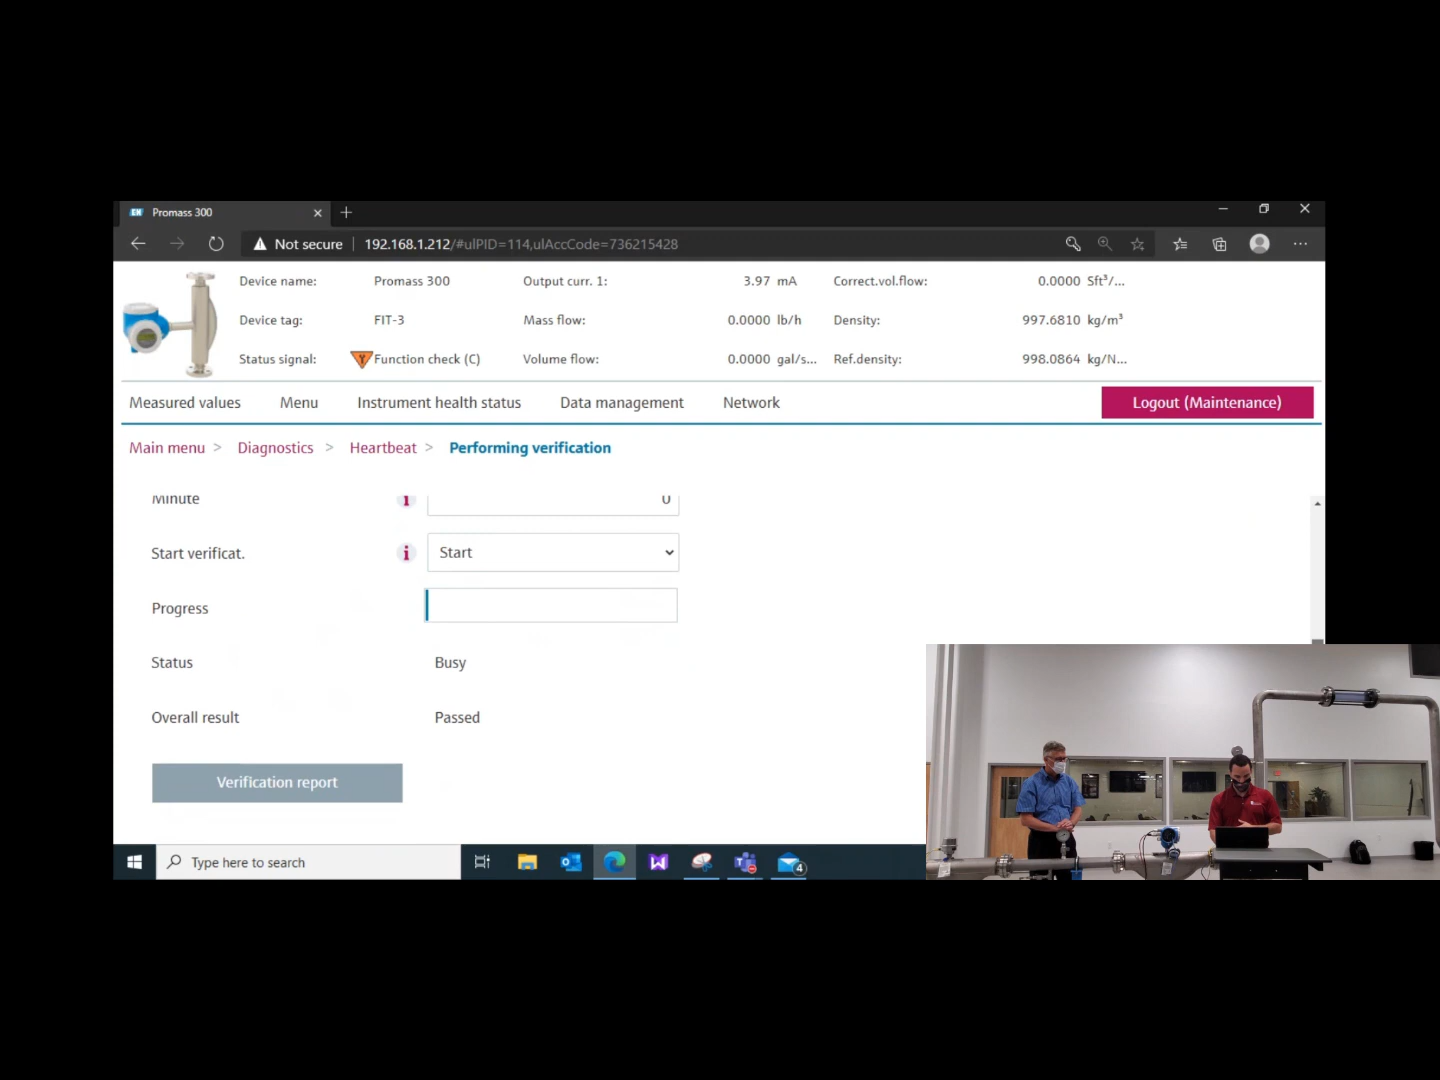 EH Promass 300
Not secure 192.168.1.212/#ulPID=114,ulAccCode=736215428
Device name: Promass 300 Output curr. 1: 3.97 mA Correct.vol.flow: 0.0000 Sft³/...
Device tag: FIT-3 Mass flow: 0.0000 lb/h Density: 997.6810 kg/m³
Status signal: Function check (C) Volume flow: 0.0000 gal/s... Ref.density: 998.0864 kg/N...
Measured values Menu Instrument health status Data management Network Logout (Maintenance)
Main menu > Diagnostics > Heartbeat > Performing verification
Minute i 0
Start verificat. i Start
Progress
Status Busy
Overall result Passed
Verification report
Type here to search 4